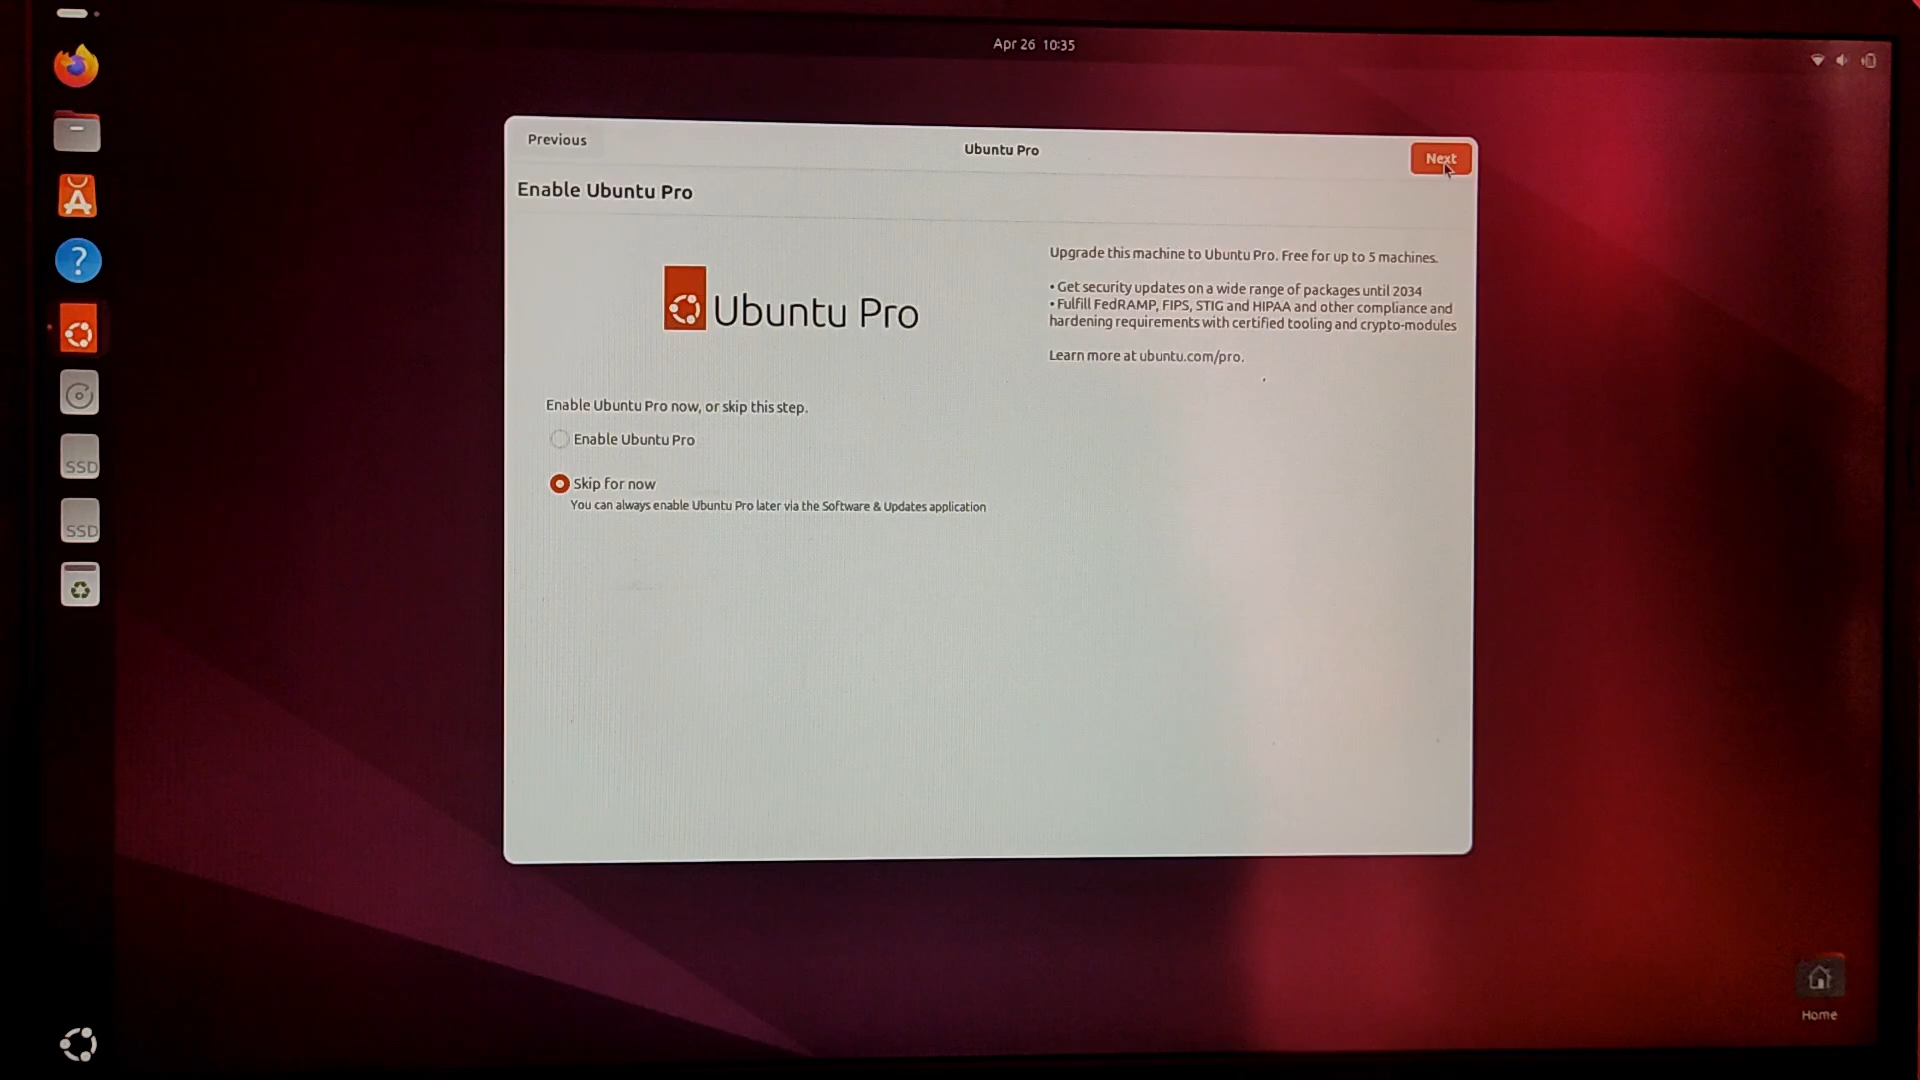 Apr 26 10:35
Previous
Ubuntu Pro
Next
Enable Ubuntu Pro
Ubuntu Pro
Upgrade this machine to Ubuntu Pro. Free for up to 5 machines.
• Get security updates on a wide range of packages until 2034
• Fulfill FedRAMP, FIPS, STIG and HIPAA and other compliance and
hardening requirements with certified tooling and crypto-modules
Learn more at ubuntu.com/pro.
Enable Ubuntu Pro now, or skip this step.
Enable Ubuntu Pro
Skip for now
You can always enable Ubuntu Pro later via the Software & Updates application
SSD
SSD
Home